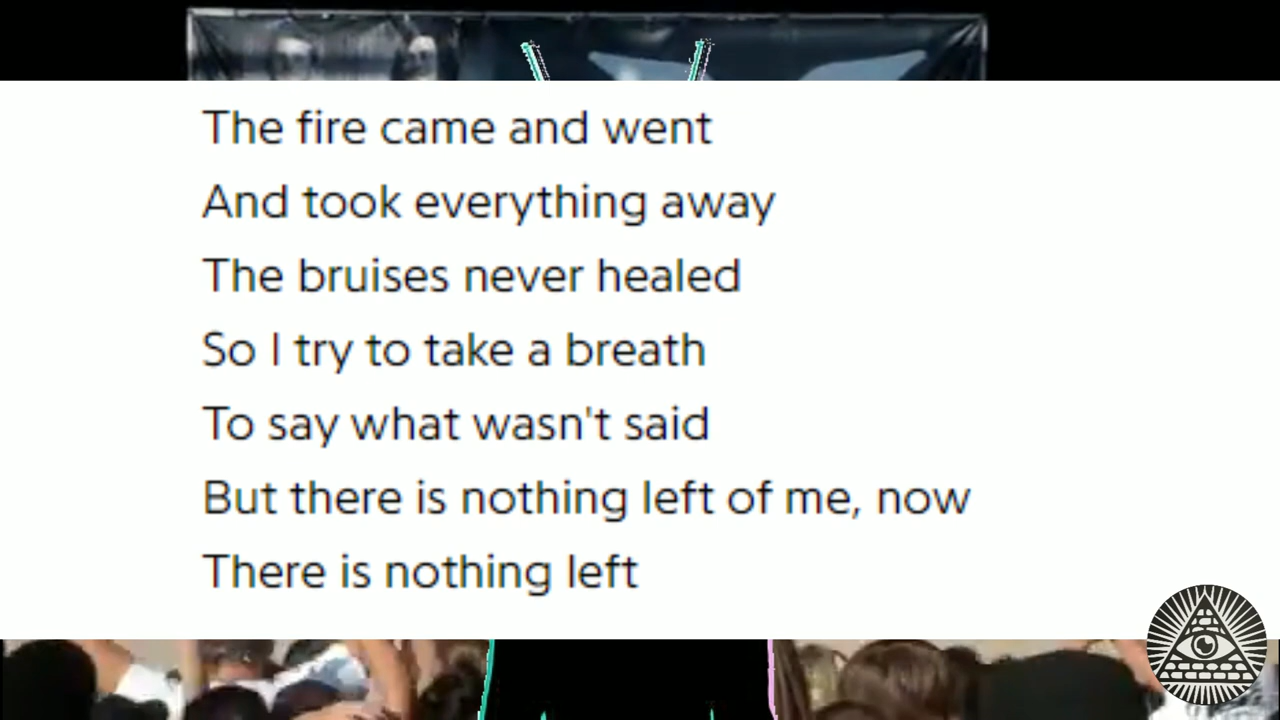 The fire came and went
And took everything away
The bruises never healed
So I try to take a breath
To say what wasn't said
But there is nothing left of me, now
There is nothing left